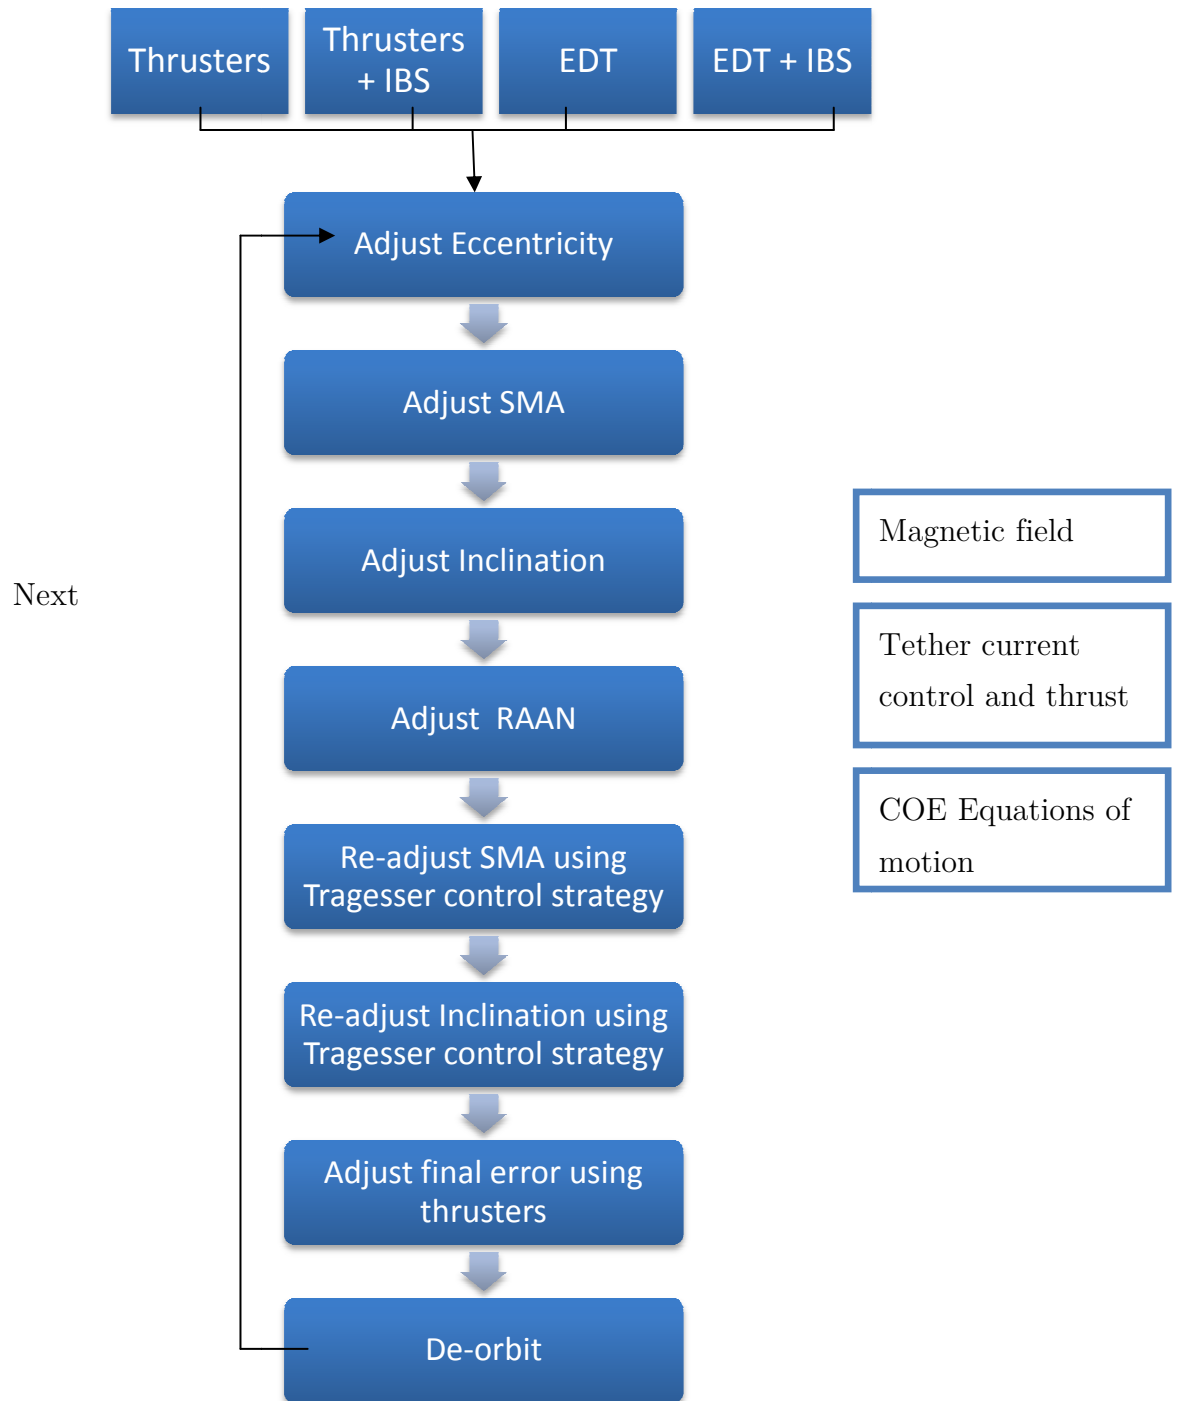 Thrusters
Thrusters
+ IBS
EDT
EDT + IBS
Adjust Eccentricity
Adjust SMA
Adjust Inclination
Next
Adjust RAAN
Re-adjust SMA using
Tragesser control strategy
Re-adjust Inclination using
Tragesser control strategy
Adjust final error using
thrusters
De-orbit
Magnetic field
Tether current
control and thrust
COE Equations of
motion